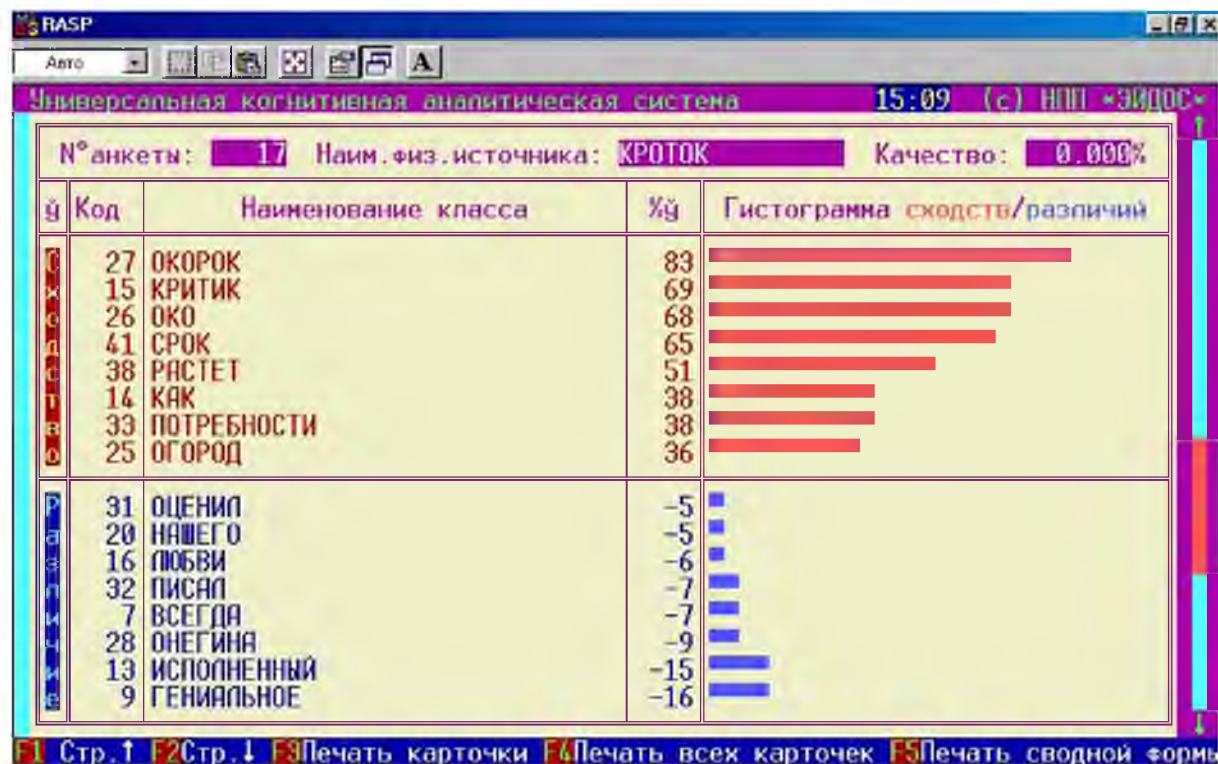 RASP
Авто
A
Универсальная когнитивная аналитическая система 15:09 (c) НПП *ЭЙДОС*
N°анкеты: 17 Наим.физ.источника: КРОТОК Качество: 0.000%
й Код Наименование класса %й Гистограмма сходств/различий
Сходство
27 ОКОРОК 83
15 КРИТИК 69
26 ОКО 68
41 СРОК 65
38 РАСТЕТ 51
14 КАК 38
33 ПОТРЕБНОСТИ 38
25 ОГОРОД 36
Различие
31 ОЦЕНИЛ -5
20 НАШЕГО -5
16 ЛЮБВИ -6
32 ПИСАЛ -7
7 ВСЕГДА -7
28 ОНЕГИНА -9
13 ИСПОЛНЕННЫЙ -15
9 ГЕНИАЛЬНОЕ -16
F1 Стр.↑ F2Стр.↓ F3Печать карточки F4Печать всех карточек F5Печать сводной формы